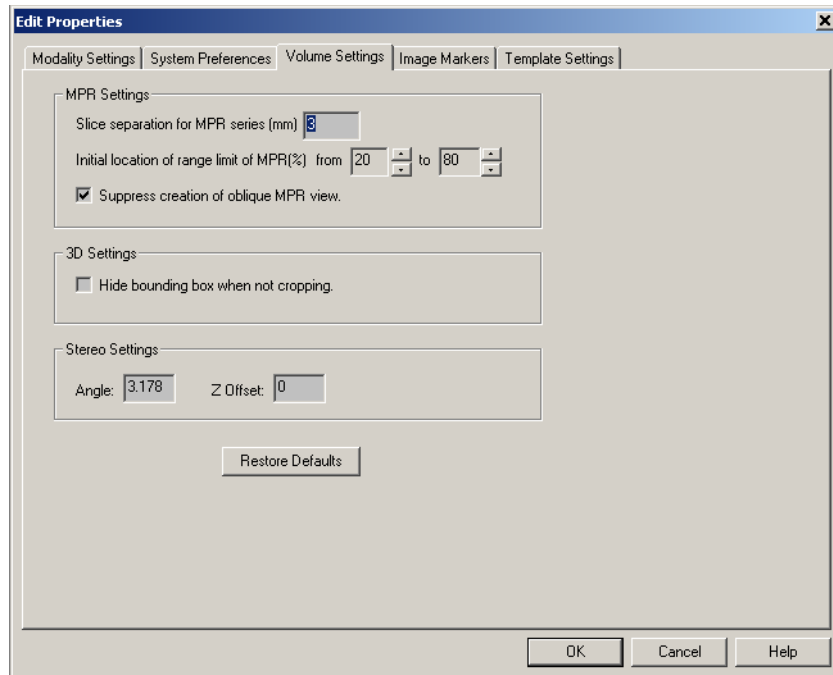 Edit Properties
Modality Settings System Preferences Volume Settings Image Markers Template Settings
MPR Settings
Slice separation for MPR series (mm) 3
Initial location of range limit of MPR(%) from 20 to 80
Suppress creation of oblique MPR view.
3D Settings
Hide bounding box when not cropping.
Stereo Settings
Angle: 3.178 Z Offset: 0
Restore Defaults
OK Cancel Help